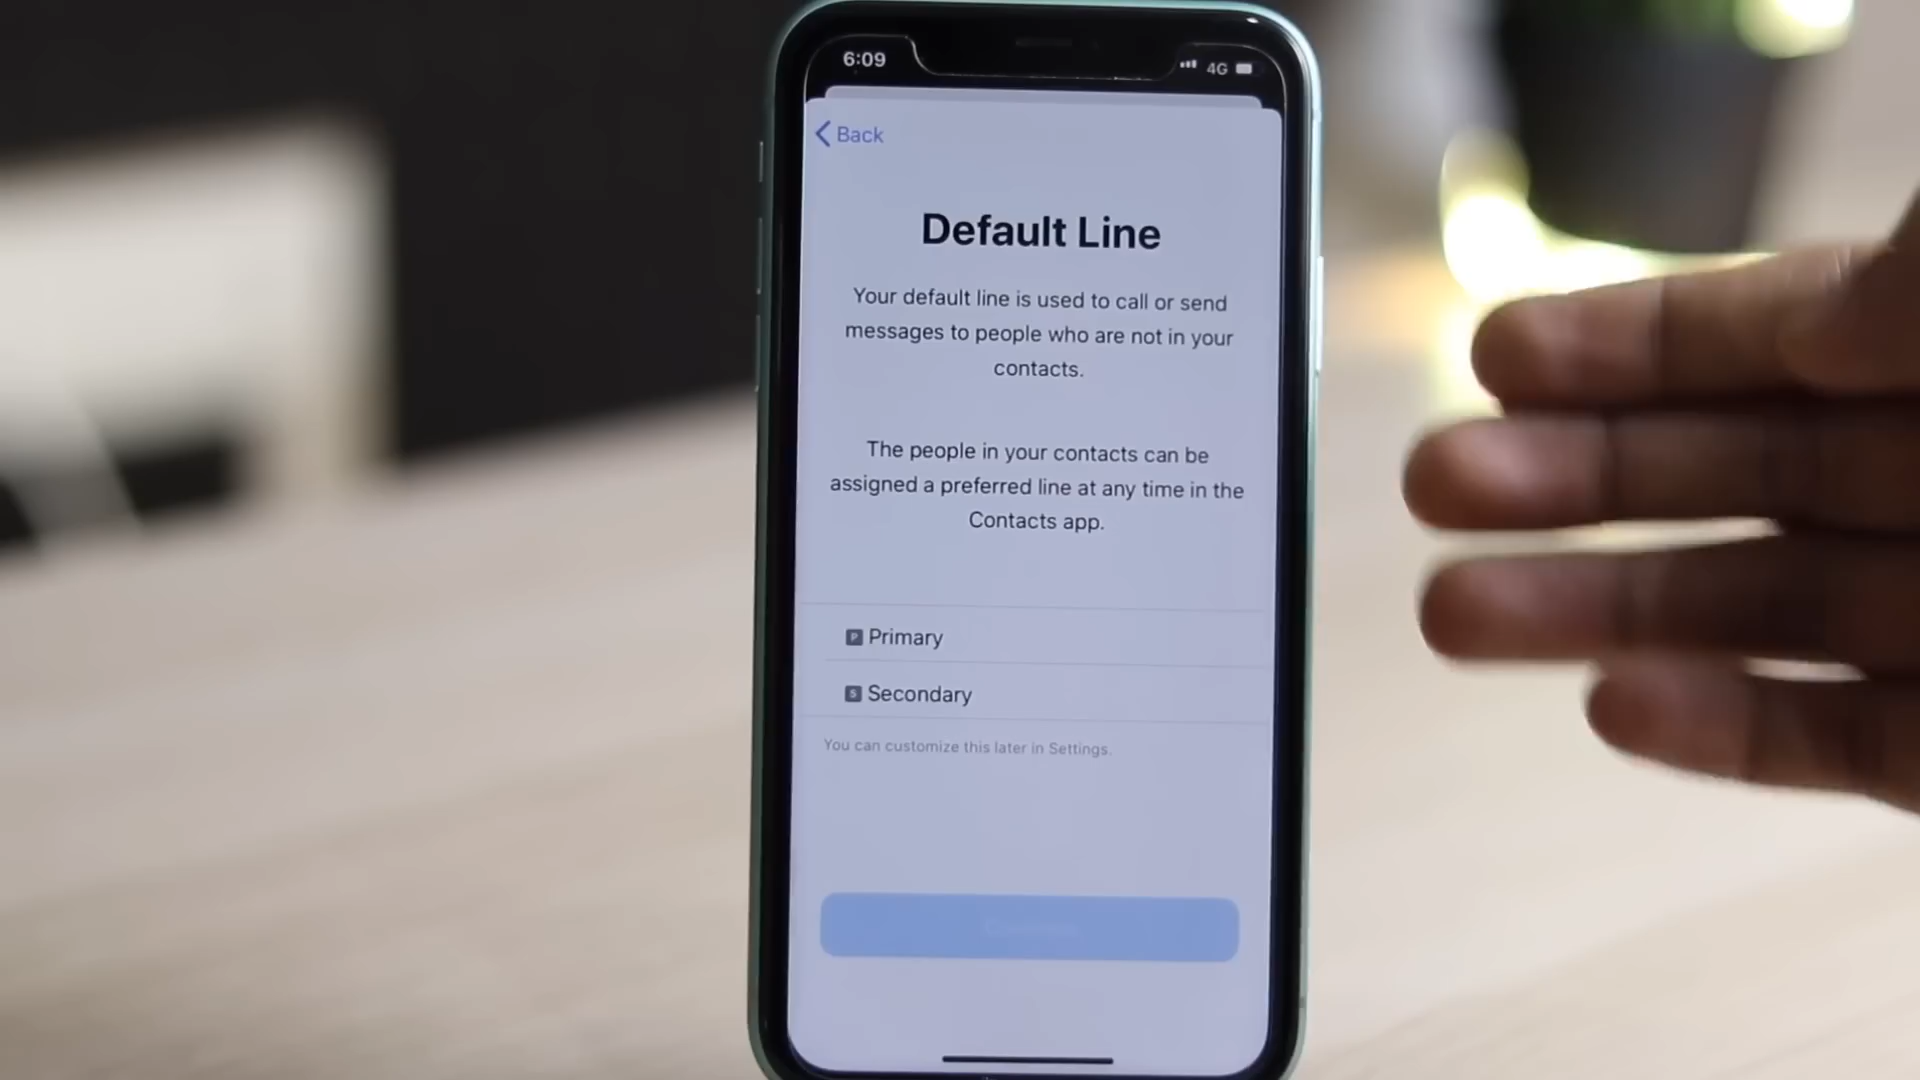 6:09
4G
Back
Default Line
Your default line is used to call or send
messages to people who are not in your
contacts.
The people in your contacts can be
assigned a preferred line at any time in the
Contacts app.
P Primary
S Secondary
You can customize this later in Settings.